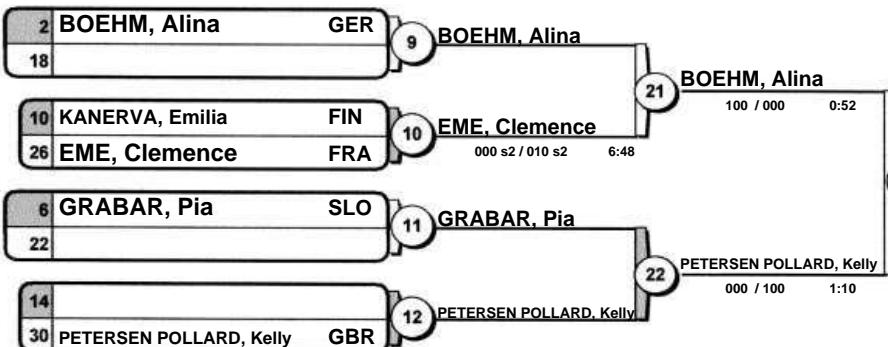 2 BOEHM, Alina GER
18
9
BOEHM, Alina
10 KANERVA, Emilia FIN
26 EME, Clemence FRA
10
EME, Clemence
000 s2 / 010 s2 6:48
21
BOEHM, Alina
100 / 000 0:52
6 GRABAR, Pia SLO
22
11
GRABAR, Pia
14
30 PETERSEN POLLARD, Kelly GBR
12
PETERSEN POLLARD, Kelly
22
PETERSEN POLLARD, Kelly
000 / 100 1:10